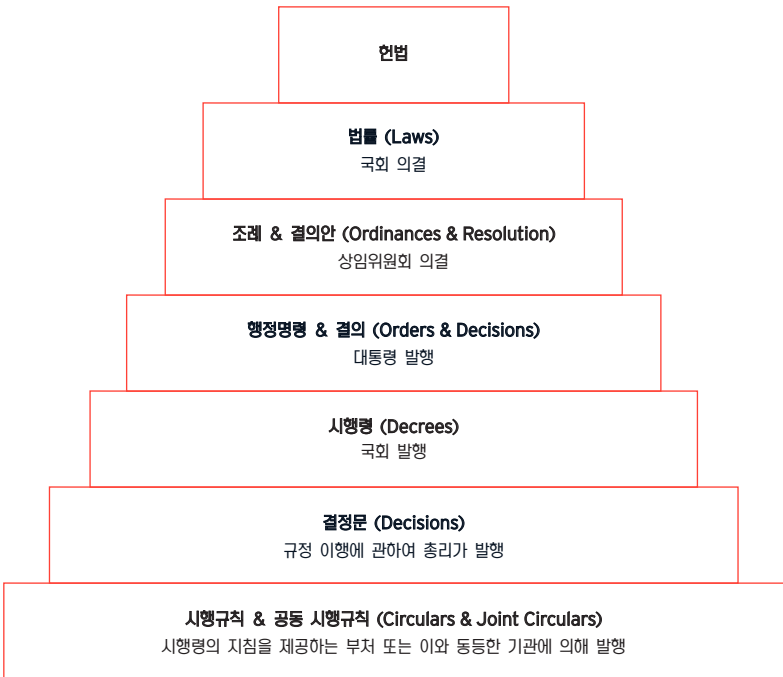 헌법
법률 (Laws)
국회 의결
조례 & 결의안 (Ordinances & Resolution)
상임위원회 의결
행정명령 & 결의 (Orders & Decisions)
대통령 발행
시행령 (Decrees)
국회 발행
결정문 (Decisions)
규정 이행에 관하여 총리가 발행
시행규칙 & 공동 시행규칙 (Circulars & Joint Circulars)
시행령의 지침을 제공하는 부처 또는 이와 동등한 기관에 의해 발행